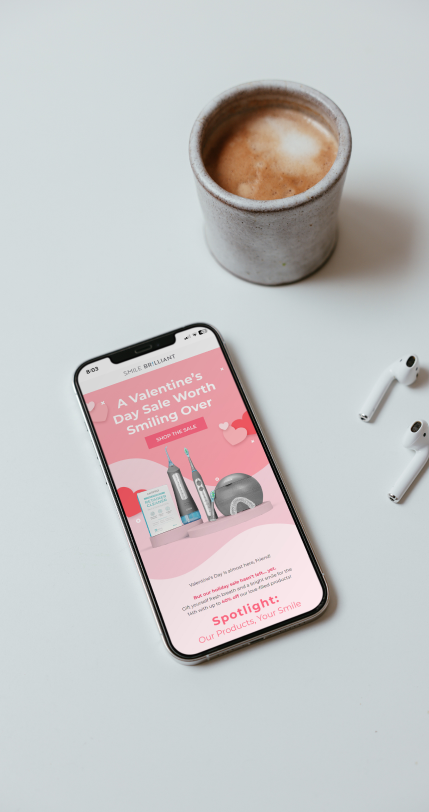 8:03
SMILE BRILLIANT
A Valentine's
Day Sale Worth
Smiling Over
SHOP THE SALE
Valentine's Day is almost here, Friend!
But our holiday sale hasn't left... yet.
Gift yourself fresh breath and a bright smile for the
14th with up to 60% off our love-filled products!
Spotlight:
Our Products, Your Smile